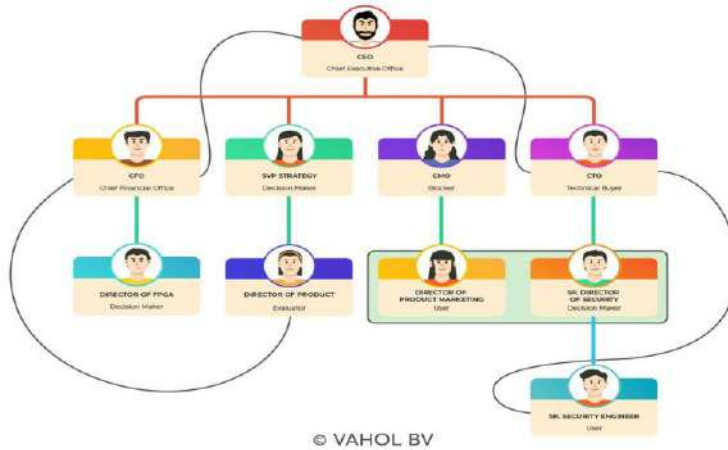 CEO
Chief Executive Office
CFO
Chief Financial Office
SVP STRATEGY
Decision Maker
CMO
Blocker
CTO
Technical Buyer
DIRECTOR OF FPGA
Decision Maker
DIRECTOR OF PRODUCT
Evaluator
DIRECTOR OF
PRODUCT MARKETING
User
SR. DIRECTOR
OF SECURITY
Decision Maker
SR. SECURITY ENGINEER
User
© VAHOL BV